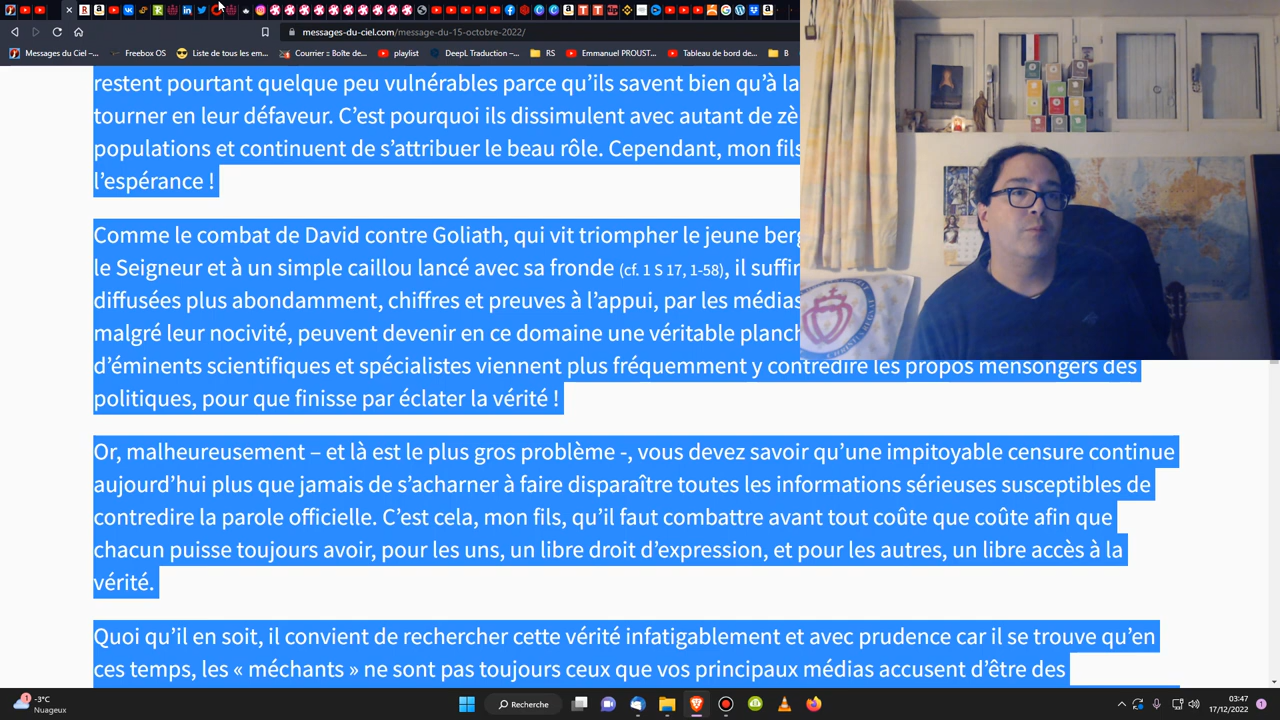 messages-du-ciel.com/message-du-15-octobre-2022/
Messages du Ciel –... Freebox OS Liste de tous les em... Courrier :: Boîte de... playlist DeepL Traduction –... RS Emmanuel PROUST... Tableau de bord de... B
restent pourtant quelque peu vulnérables parce qu’ils savent bien qu’à la
tourner en leur défaveur. C’est pourquoi ils dissimulent avec autant de zè
populations et continuent de s’attribuer le beau rôle. Cependant, mon fils
l’espérance !
Comme le combat de David contre Goliath, qui vit triompher le jeune berg
le Seigneur et à un simple caillou lancé avec sa fronde (cf. 1 S 17, 1-58), il suffir
diffusées plus abondamment, chiffres et preuves à l’appui, par les médias
malgré leur nocivité, peuvent devenir en ce domaine une véritable planch
d’éminents scientifiques et spécialistes viennent plus fréquemment y contredire les propos mensongers des
politiques, pour que finisse par éclater la vérité !
Or, malheureusement – et là est le plus gros problème -, vous devez savoir qu’une impitoyable censure continue
aujourd’hui plus que jamais de s’acharner à faire disparaître toutes les informations sérieuses susceptibles de
contredire la parole officielle. C’est cela, mon fils, qu’il faut combattre avant tout coûte que coûte afin que
chacun puisse toujours avoir, pour les uns, un libre droit d’expression, et pour les autres, un libre accès à la
vérité.
Quoi qu’il en soit, il convient de rechercher cette vérité infatigablement et avec prudence car il se trouve qu’en
ces temps, les « méchants » ne sont pas toujours ceux que vos principaux médias accusent d’être des
-3°C
Nuageux
Recherche
03:47
17/12/2022